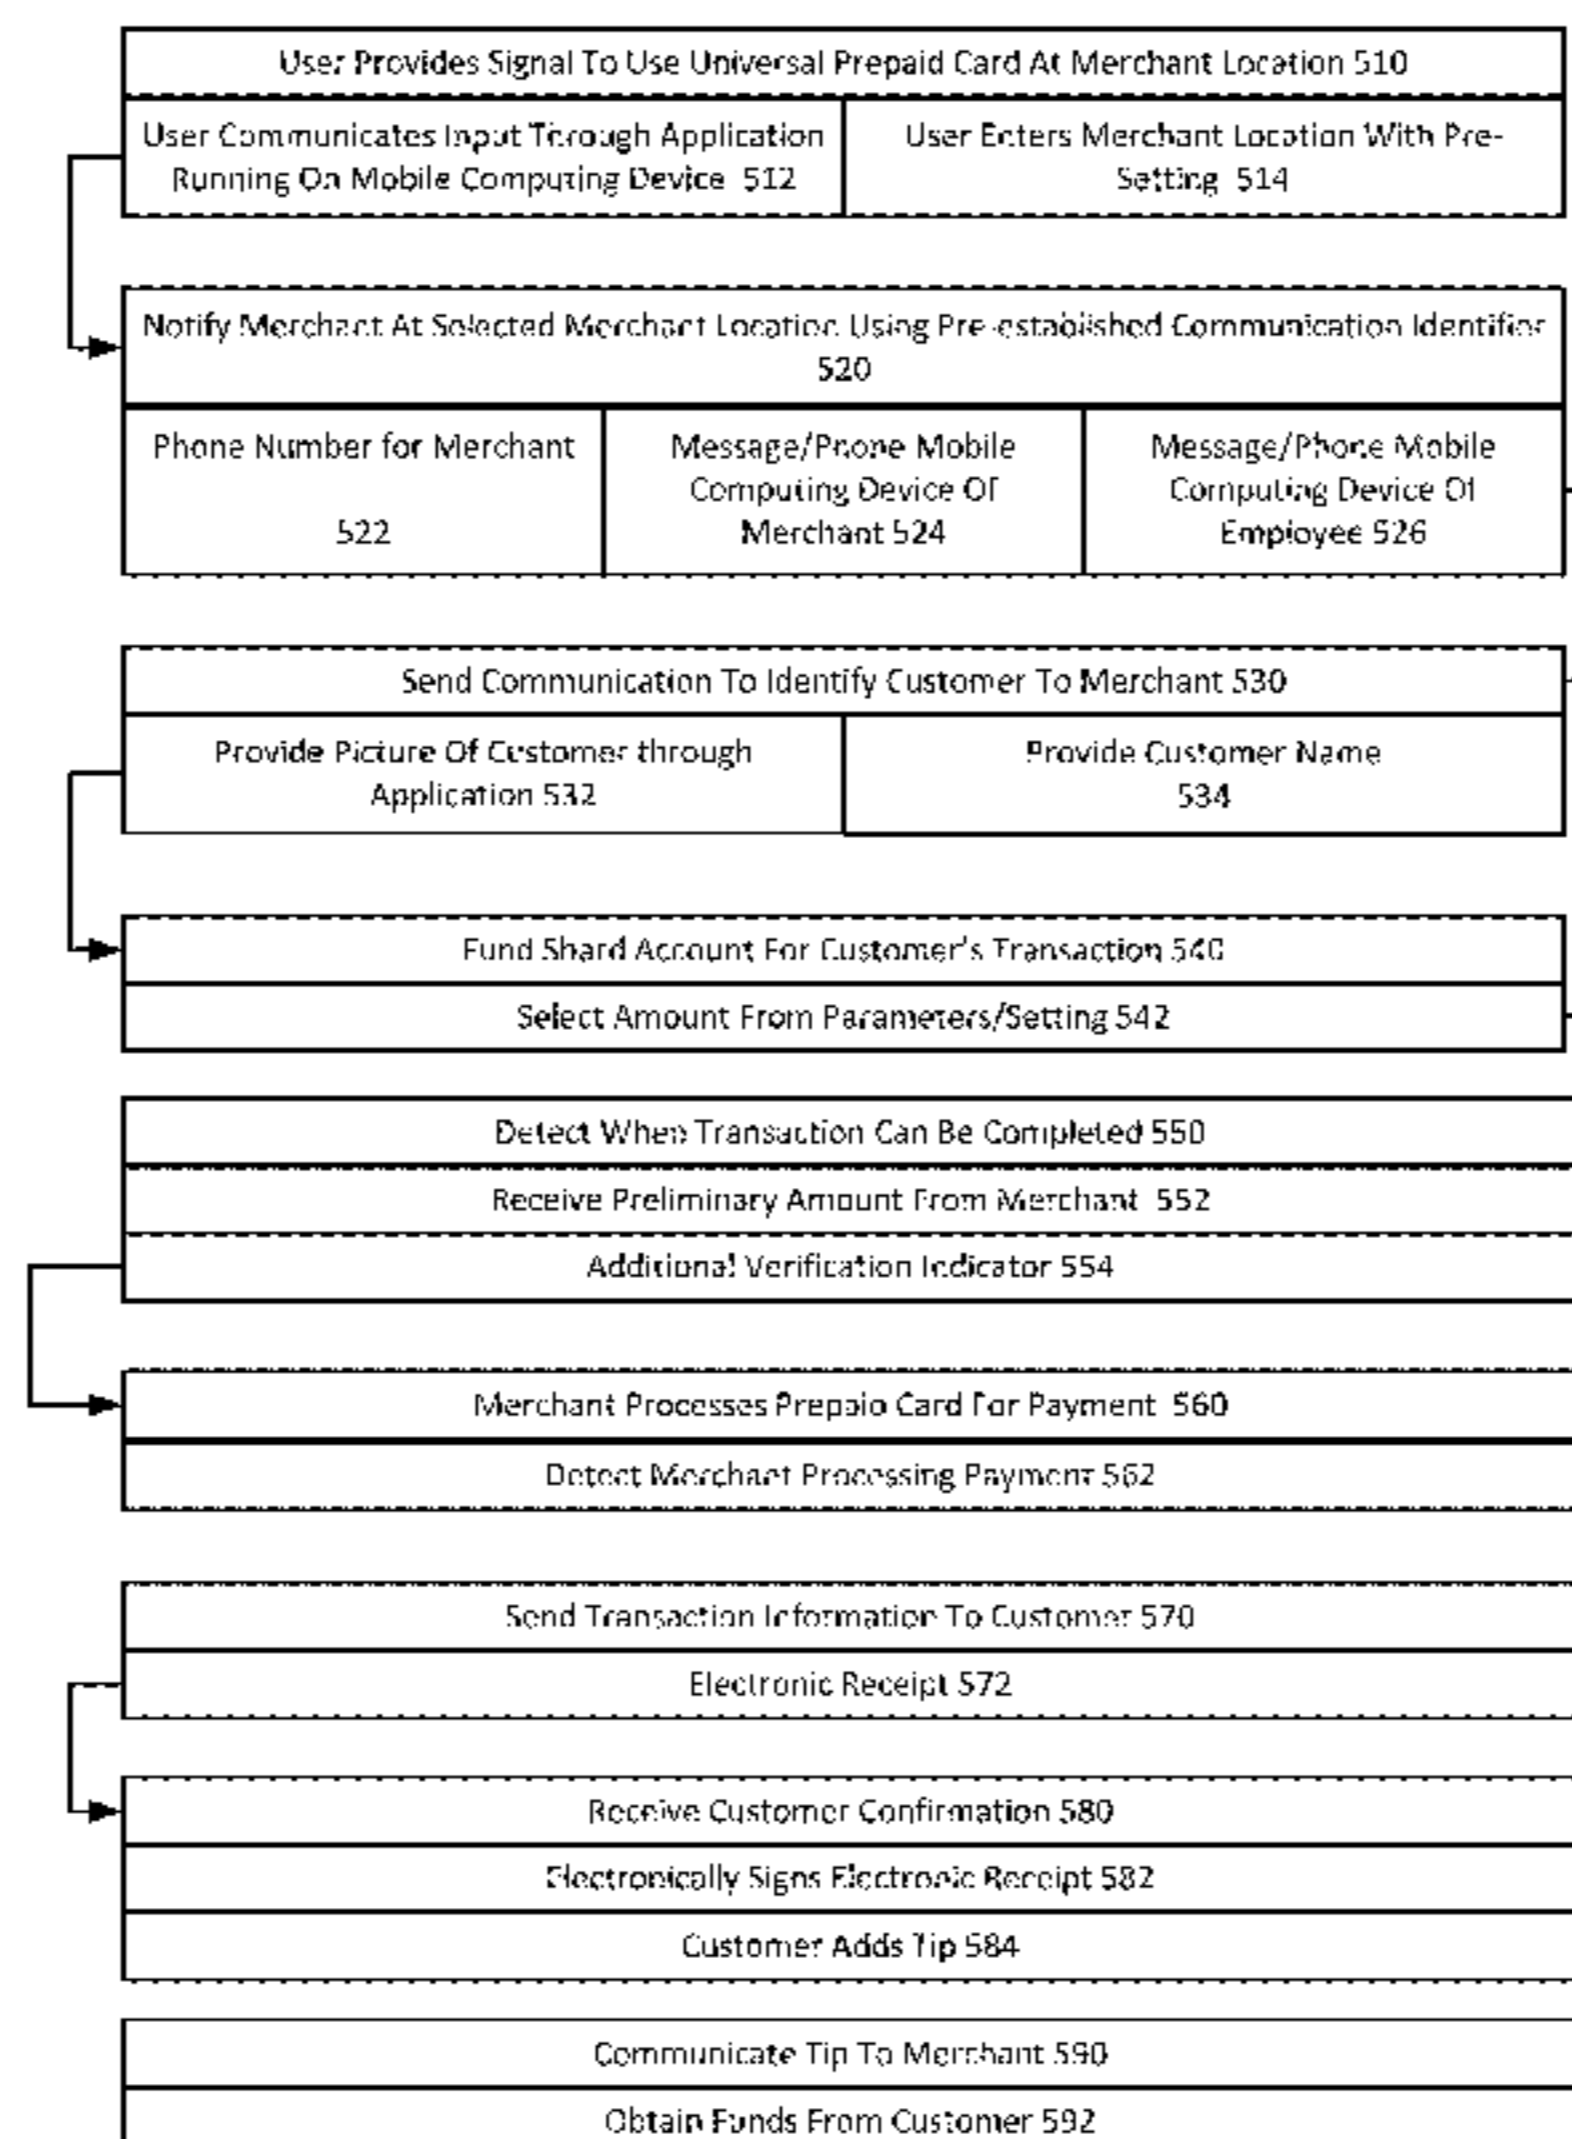 User Provides Signal To Use Universal Prepaid Card At Merchant Location 510
User Communicates Input Through Application
Running On Mobile Computing Device 512
User Enters Merchant Location With Pre-
Setting 514
Notify Merchant At Selected Merchant Location Using Pre-established Communication Identifier
520
Phone Number for Merchant
522
Message/Phone Mobile
Computing Device Of
Merchant 524
Message/Phone Mobile
Computing Device Of
Employee 526
Send Communication To Identify Customer To Merchant 530
Provide Picture Of Customer through
Application 532
Provide Customer Name
534
Fund Shard Account For Customer's Transaction 540
Select Amount From Parameters/Setting 542
Detect When Transaction Can Be Completed 550
Receive Preliminary Amount From Merchant 552
Additional Verification Indicator 554
Merchant Processes Prepaid Card For Payment 560
Detect Merchant Processing Payment 562
Send Transaction Information To Customer 570
Electronic Receipt 572
Receive Customer Confirmation 580
Electronically Signs Electronic Receipt 582
Customer Adds Tip 584
Communicate Tip To Merchant 590
Obtain Funds From Customer 592